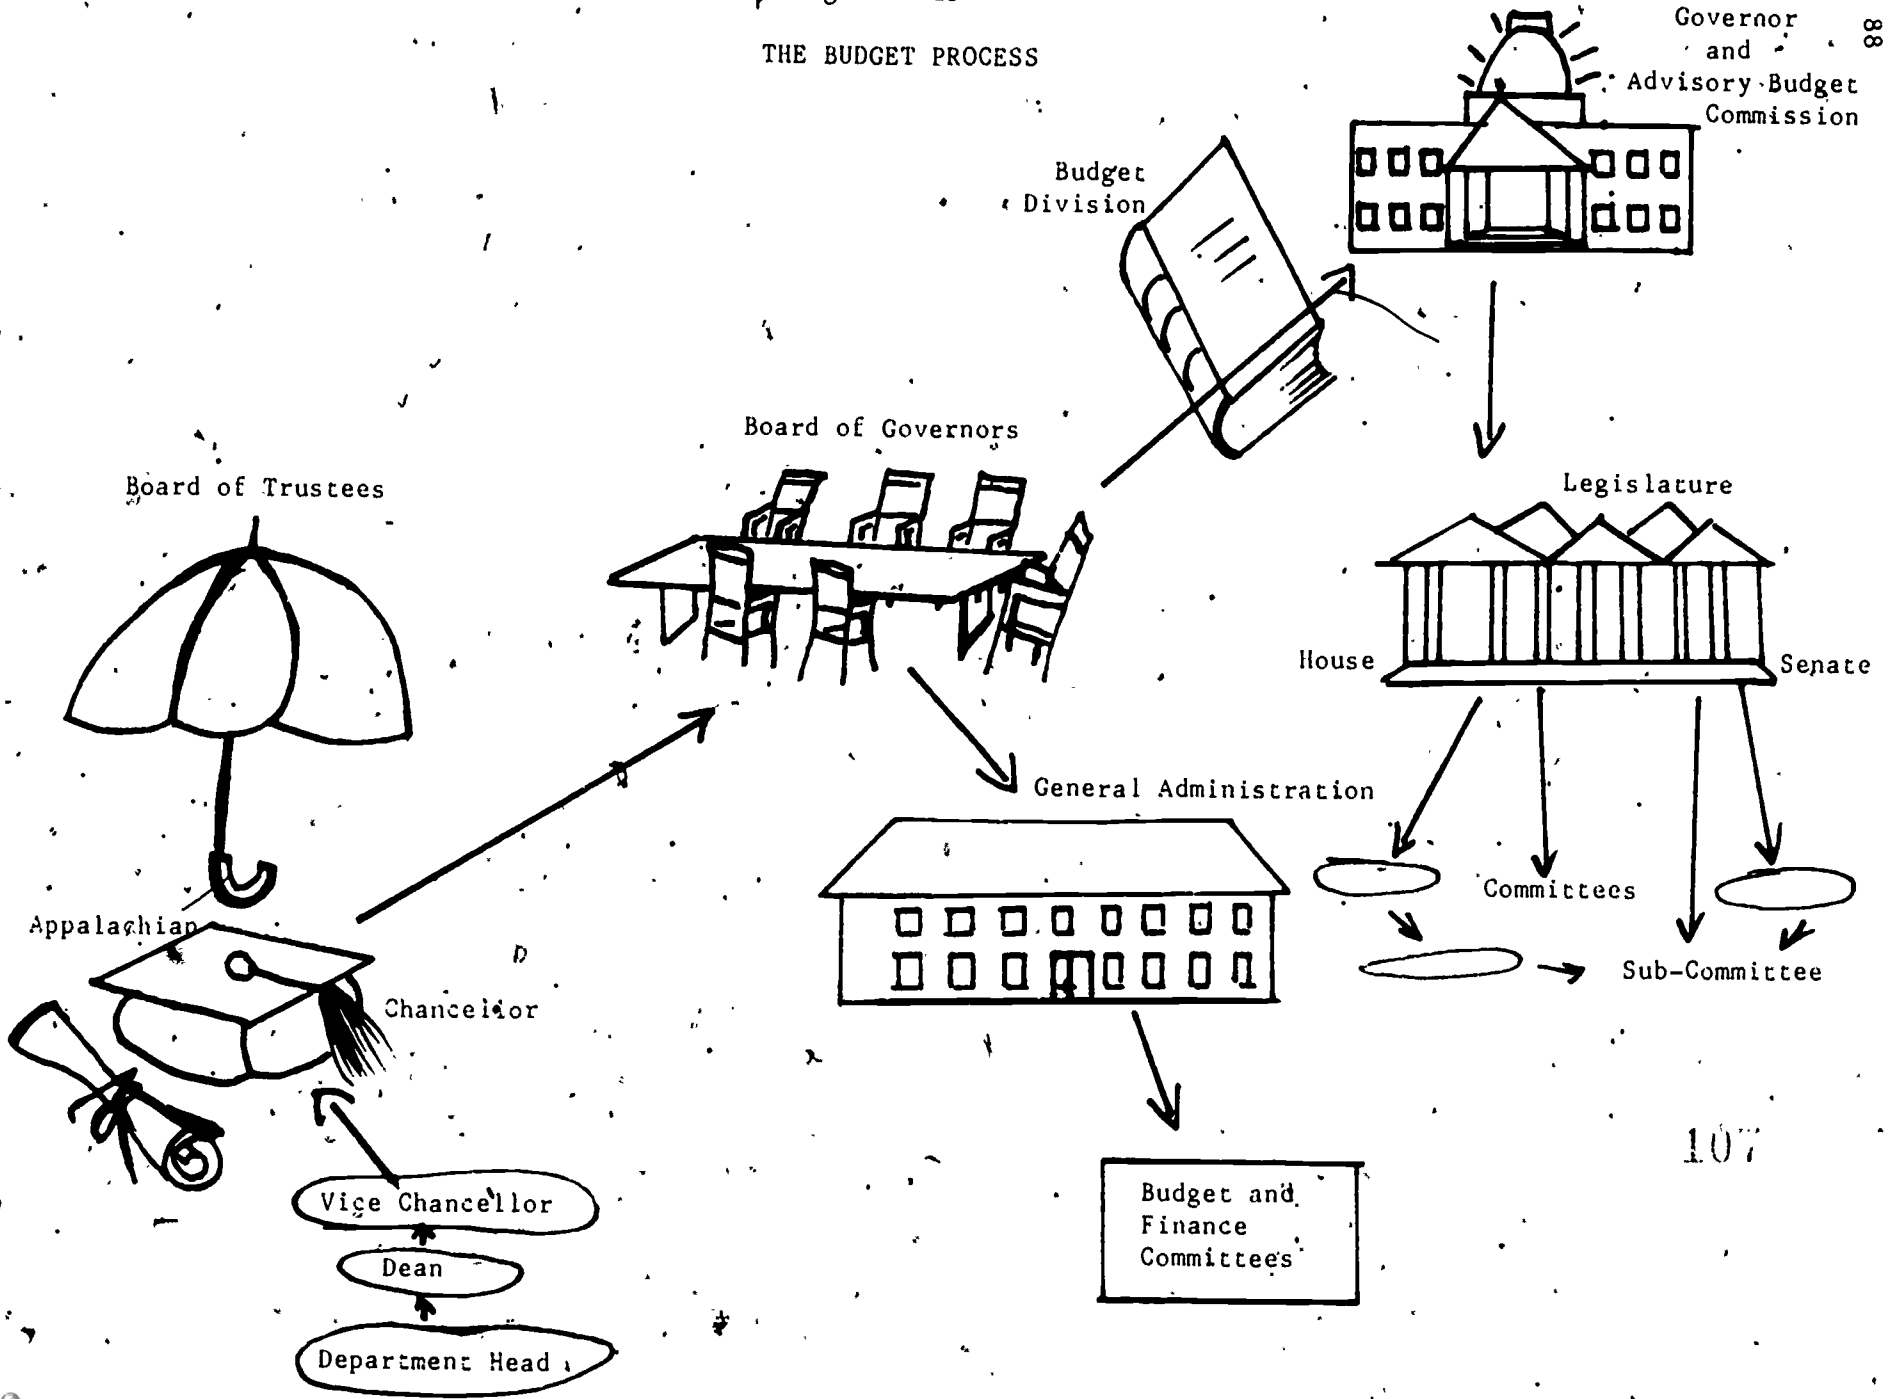 THE BUDGET PROCESS
88
Governor
and
Advisory Budget
Commission
Budget
Division
Board of Governors
Board of Trustees
Legislature
House
Senate
General Administration
Committees
Appalachian
Sub-Committee
Chancellor
107
Vice Chancellor
Budget and
Finance
Committees
Dean
Department Head